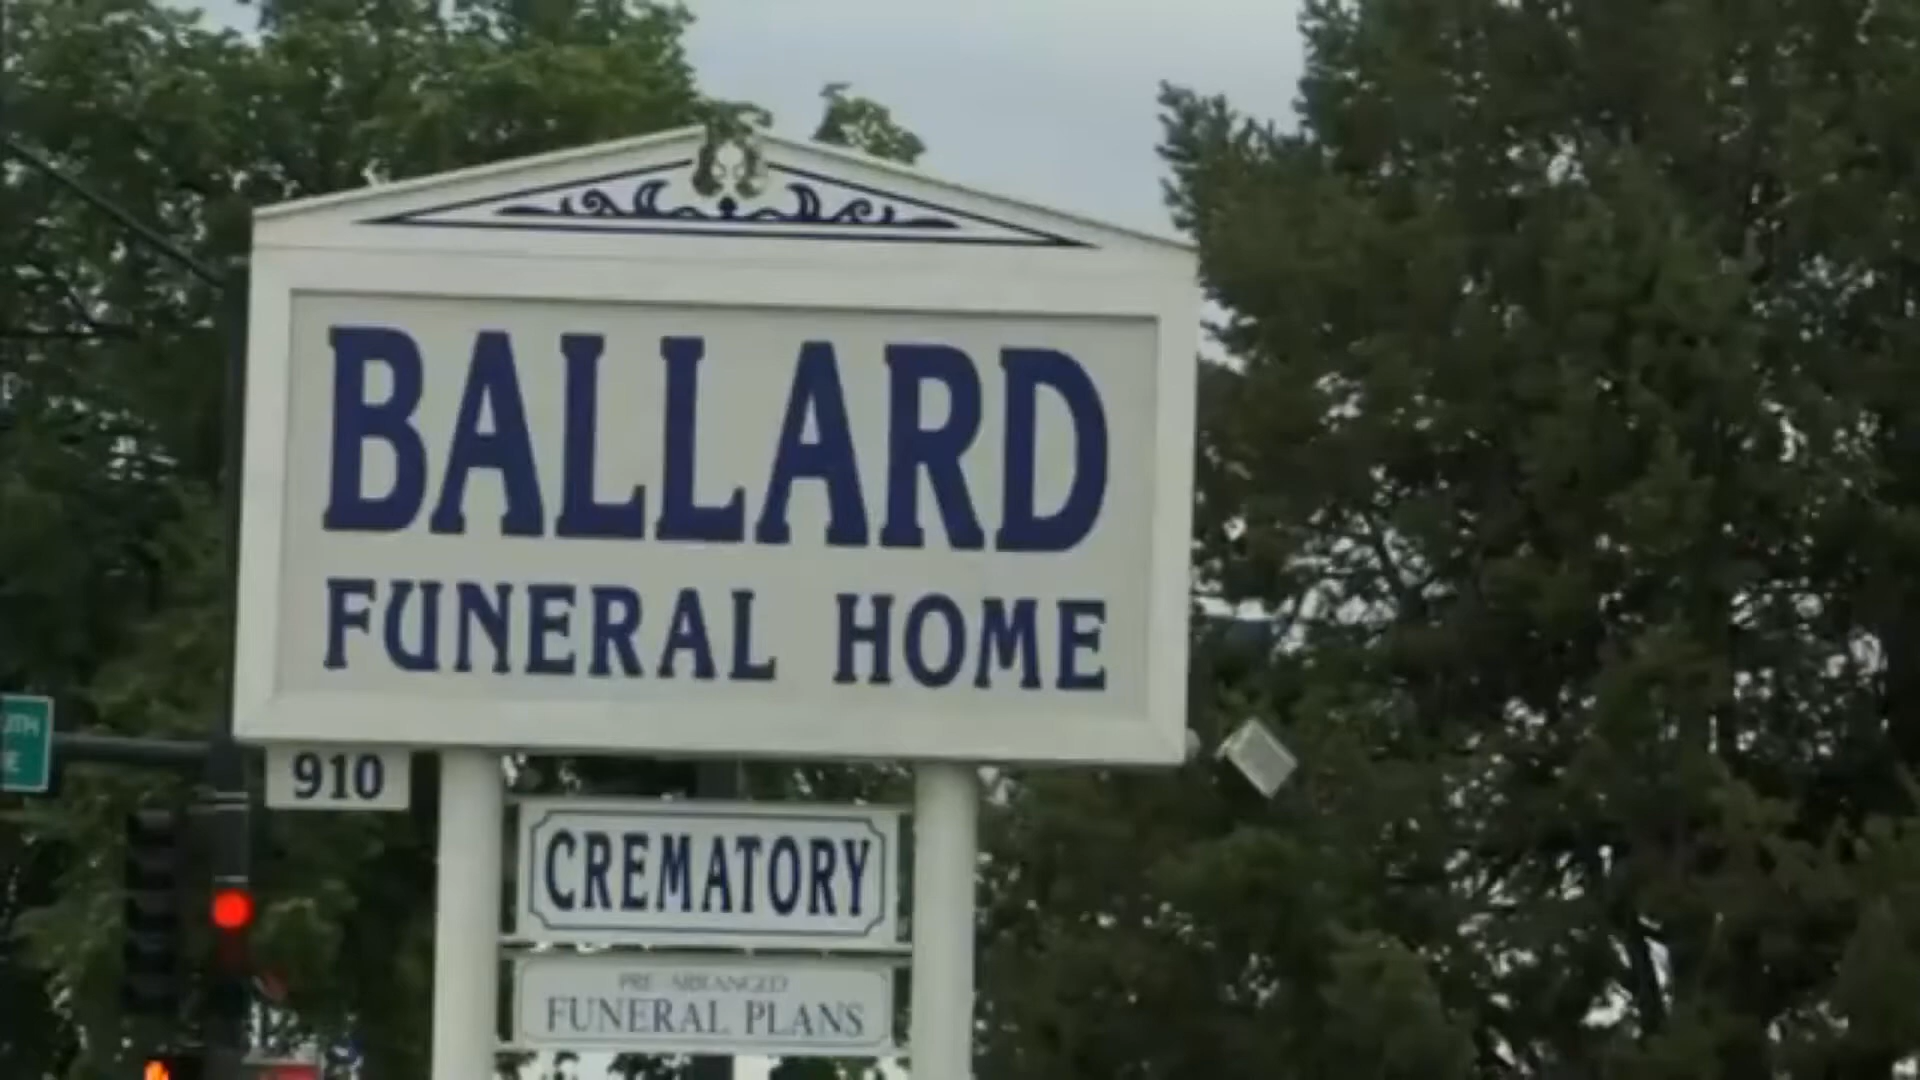 BALLARD
FUNERAL HOME
910
CREMATORY
PRE-ARRANGED
FUNERAL PLANS